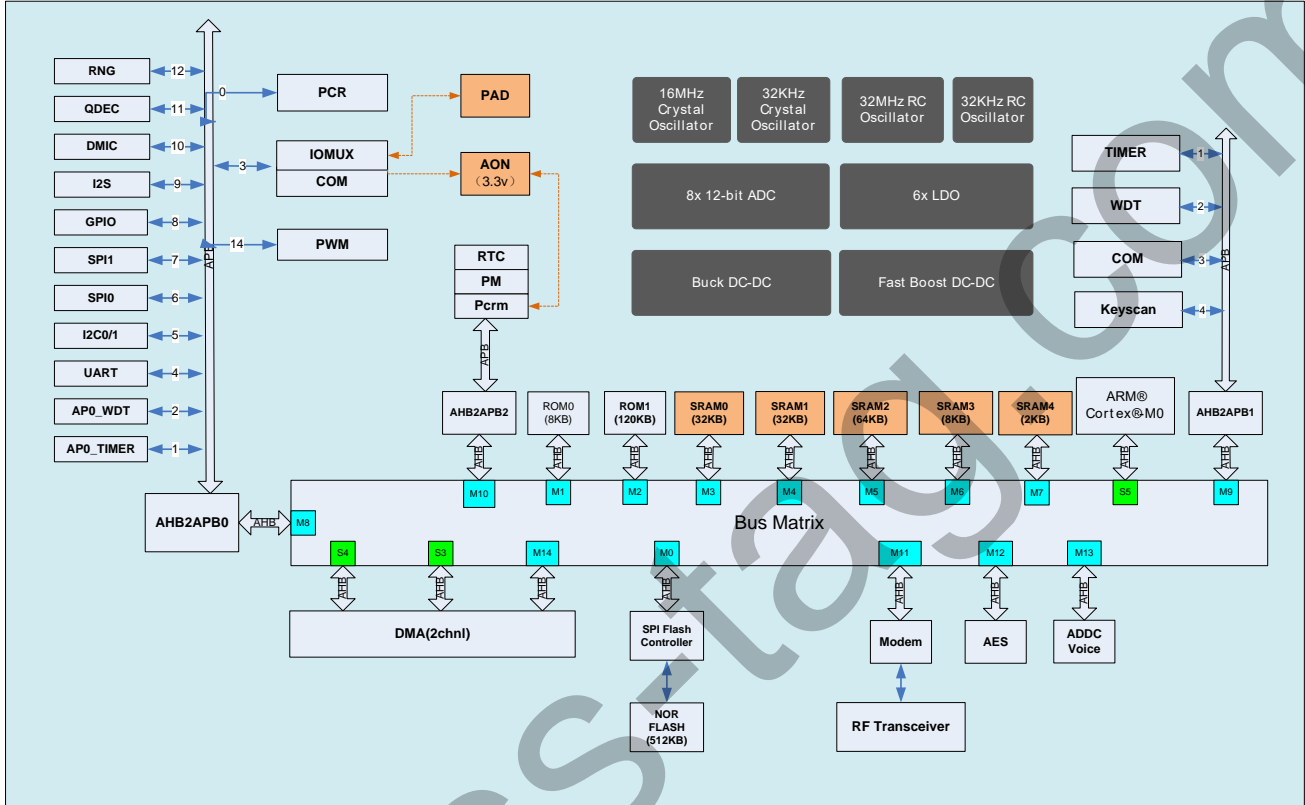 RNG
12
QDEC
11
DMIC
10
I2S
9
GPIO
8
SPI1
7
SPI0
6
I2C0/1
5
UART
4
AP0_WDT
2
AP0_TIMER
1
APB
0
PCR
3
IOMUX
COM
14
PWM
PAD
AON
（3.3v）
RTC
PM
Pcrm
APB
16MHz
Crystal
Oscillator
32KHz
Crystal
Oscillator
32MHz RC
Oscillator
32KHz RC
Oscillator
8x 12-bit ADC
6x LDO
Buck DC-DC
Fast Boost DC-DC
TIMER
1
WDT
2
COM
3
Keyscan
4
APB
AHB2APB2
ROM0
(8KB)
ROM1
(120KB)
SRAM0
(32KB)
SRAM1
(32KB)
SRAM2
(64KB)
SRAM3
(8KB)
SRAM4
(2KB)
ARM®
Cortex®-M0
AHB2APB1
AHB
AHB
AHB
AHB
AHB
AHB
AHB
AHB
AHB
AHB
M10
M1
M2
M3
M4
M5
M6
M7
S5
M9
AHB2APB0
AHB
M8
Bus Matrix
S4
S3
M14
M0
M11
M12
M13
AHB
AHB
AHB
AHB
AHB
AHB
AHB
DMA(2chnl)
SPI Flash
Controller
Modem
AES
ADDC
Voice
NOR
FLASH
(512KB)
RF Transceiver
ss-tag.com